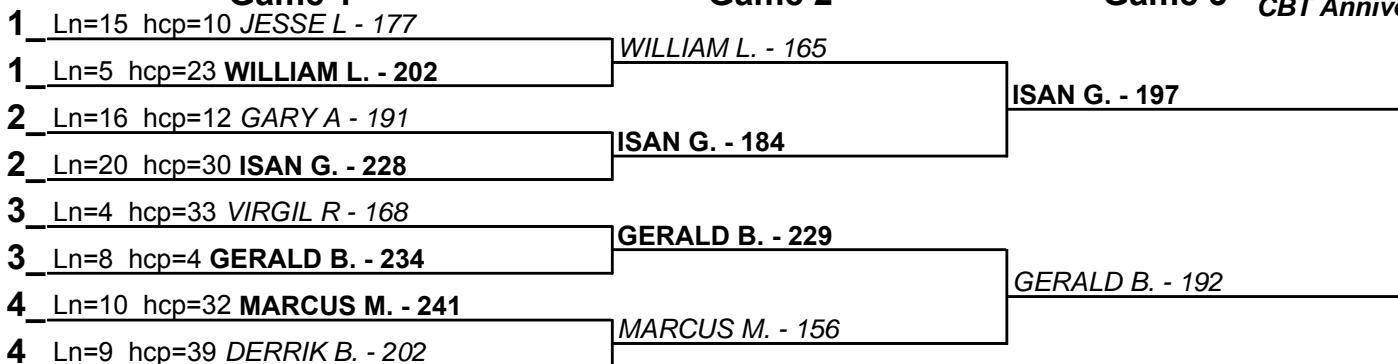 Game 1 Game 2 Game 3 CBT Annive
1_ Ln=15 hcp=10 JESSE L - 177
WILLIAM L. - 165
1_ Ln=5 hcp=23 WILLIAM L. - 202
ISAN G. - 197
2_ Ln=16 hcp=12 GARY A - 191
ISAN G. - 184
2_ Ln=20 hcp=30 ISAN G. - 228
3_ Ln=4 hcp=33 VIRGIL R - 168
GERALD B. - 229
3_ Ln=8 hcp=4 GERALD B. - 234
GERALD B. - 192
4_ Ln=10 hcp=32 MARCUS M. - 241
MARCUS M. - 156
4 Ln=9 hcp=39 DERRIK B. - 202